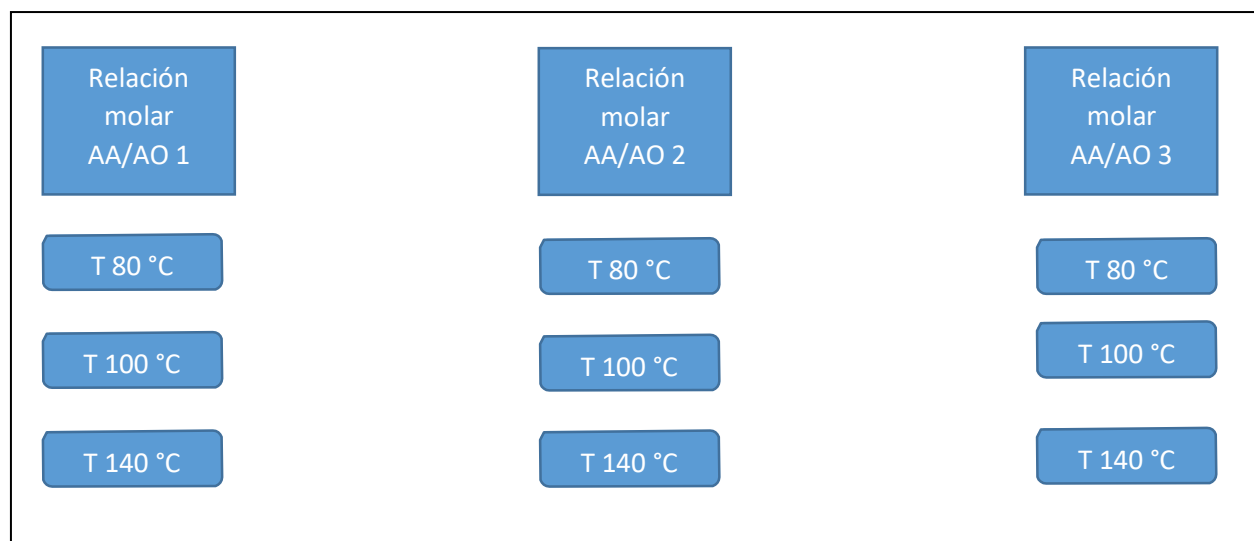 Relación
molar
AA/AO 1
T 80 °C
T 100 °C
T 140 °C
Relación
molar
AA/AO 2
T 80 °C
T 100 °C
T 140 °C
Relación
molar
AA/AO 3
T 80 °C
T 100 °C
T 140 °C